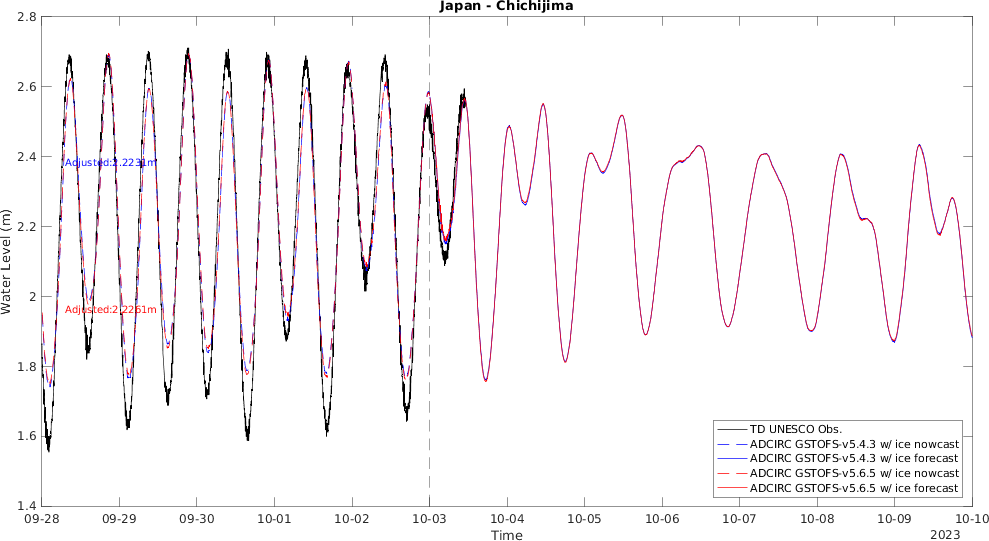 Japan - Chichijima
2.8
2.6
2.4
2.2
2
1.8
1.6
1.4
Water Level (m)
Adjusted:2.2231m
Adjusted:2.2261m
TD UNESCO Obs.
ADCIRC GSTOFS-v5.4.3 w/ ice nowcast
ADCIRC GSTOFS-v5.4.3 w/ ice forecast
ADCIRC GSTOFS-v5.6.5 w/ ice nowcast
ADCIRC GSTOFS-v5.6.5 w/ ice forecast
09-28 09-29 09-30 10-01 10-02 10-03 10-04 10-05 10-06 10-07 10-08 10-09 10-10
Time
2023